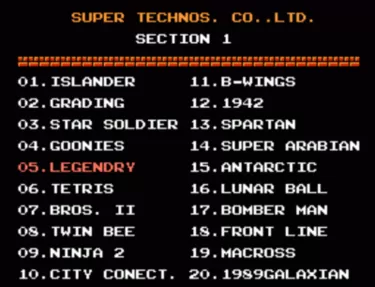 SUPER TECHNOS. CO..LTD.
SECTION 1
01.ISLANDER 11.B-WINGS
02.GRADING 12.1942
03.STAR SOLDIER 13.SPARTAN
04.GOONIES 14.SUPER ARABIAN
05.LEGENDRY 15.ANTARCTIC
06.TETRIS 16.LUNAR BALL
07.BROS. II 17.BOMBER MAN
08.TWIN BEE 18.FRONT LINE
09.NINJA 2 19.MACROSS
10.CITY CONECT. 20.1989GALAXIAN